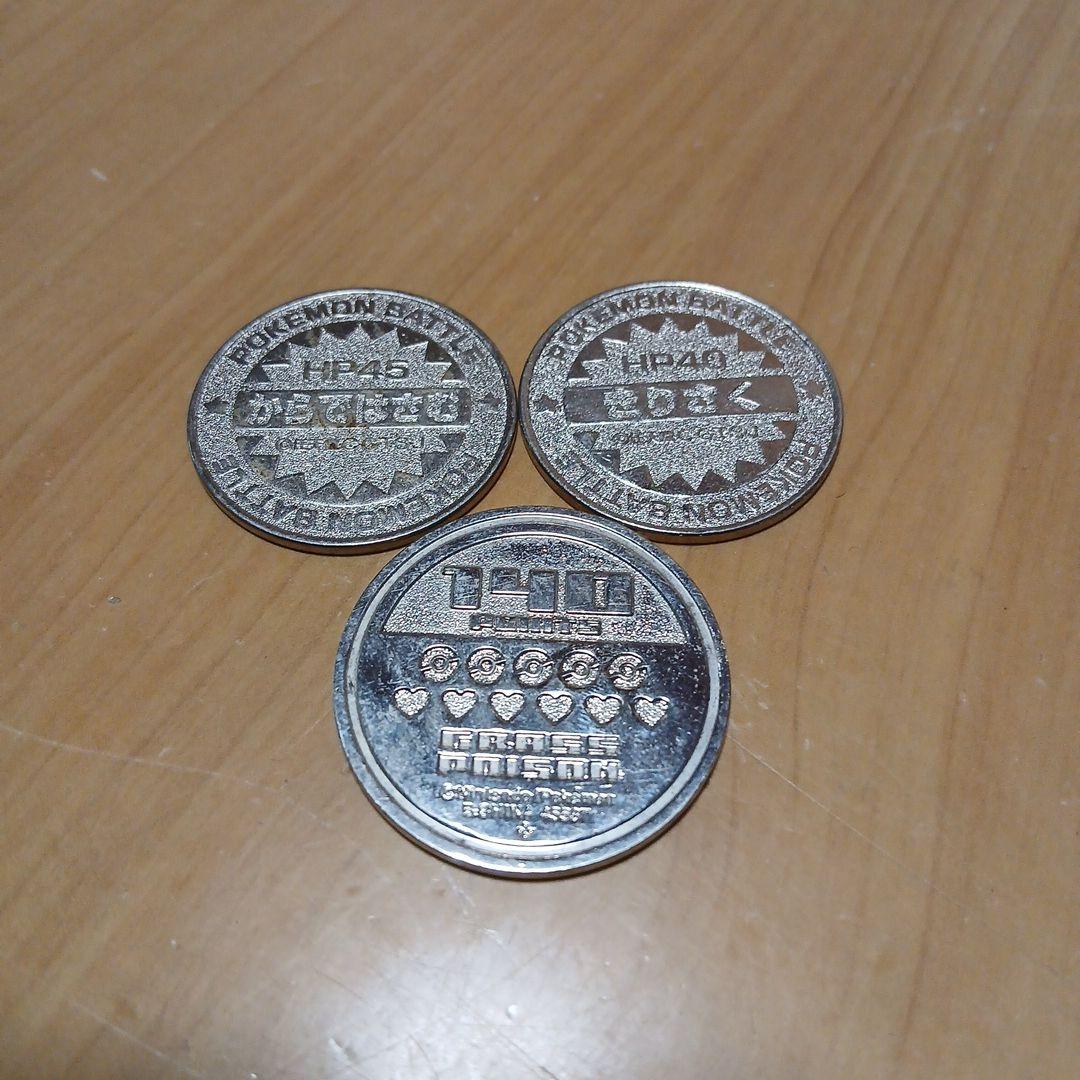 POKEMON BATTLE
HP45
からではさむ
POKEMON BATTLE
POKEMON BATTLE
HP40
きりさく
POKEMON BATTLE
140
POINTS
GRASS
POISON